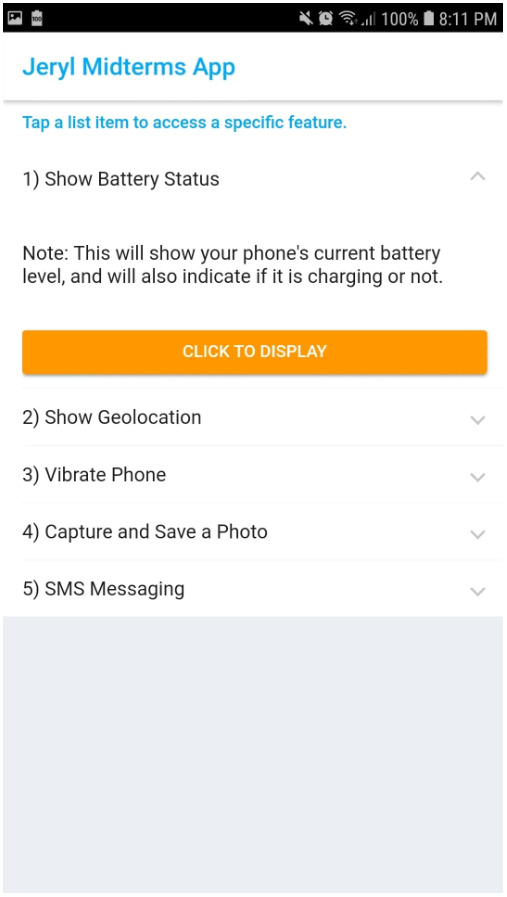 100% 8:11 PM
Jeryl Midterms App
Tap a list item to access a specific feature.
1) Show Battery Status
Note: This will show your phone's current battery
level, and will also indicate if it is charging or not.
CLICK TO DISPLAY
2) Show Geolocation
3) Vibrate Phone
4) Capture and Save a Photo
5) SMS Messaging